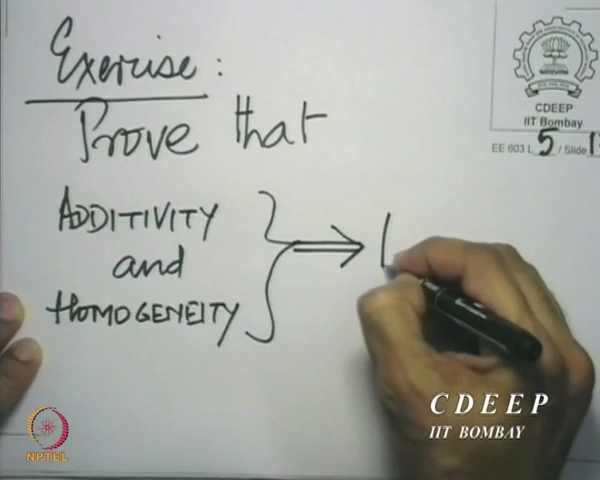 Exercise:
Prove that
ADDITIVITY
and
HOMOGENEITY
CDEEP
IIT Bombay
EE 603 L 5 / Slide 1
CDEEP
IIT BOMBAY
NPTEL